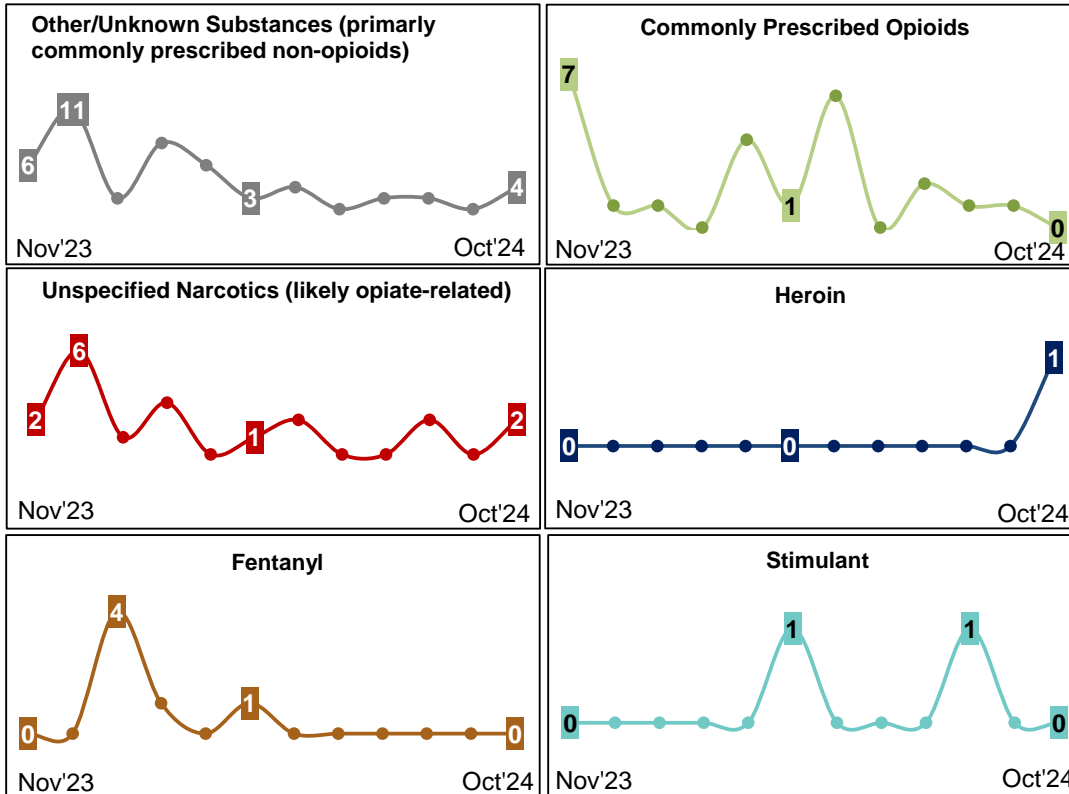 Other/Unknown Substances (primarly
commonly prescribed non-opioids)
6
11
3
4
Nov'23
Oct'24
Commonly Prescribed Opioids
7
1
0
Nov'23
Oct'24
Unspecified Narcotics (likely opiate-related)
2
6
1
2
Nov'23
Oct'24
Heroin
0
0
1
Nov'23
Oct'24
Fentanyl
0
4
1
0
Nov'23
Oct'24
Stimulant
0
1
1
0
Nov'23
Oct'24